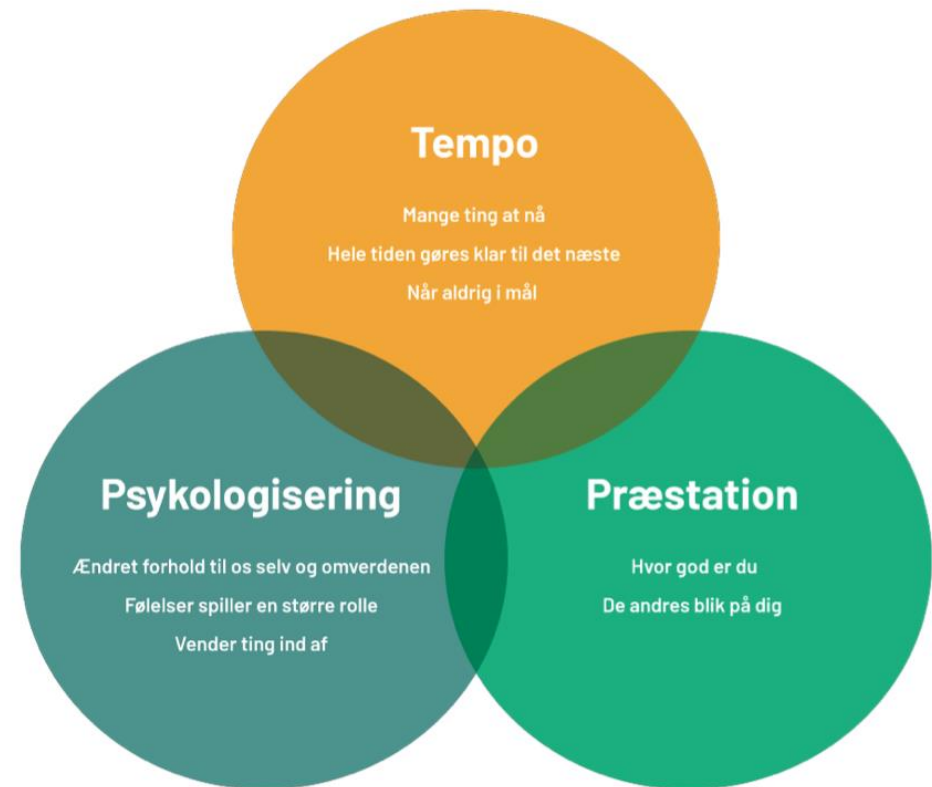 Tempo
Mange ting at nå
Hele tiden gøres klar til det næste
Når aldrig i mål
Psykologisering
Ændret forhold til os selv og omverdenen
Følelser spiller en større rolle
Vender ting ind af
Præstation
Hvor god er du
De andres blik på dig